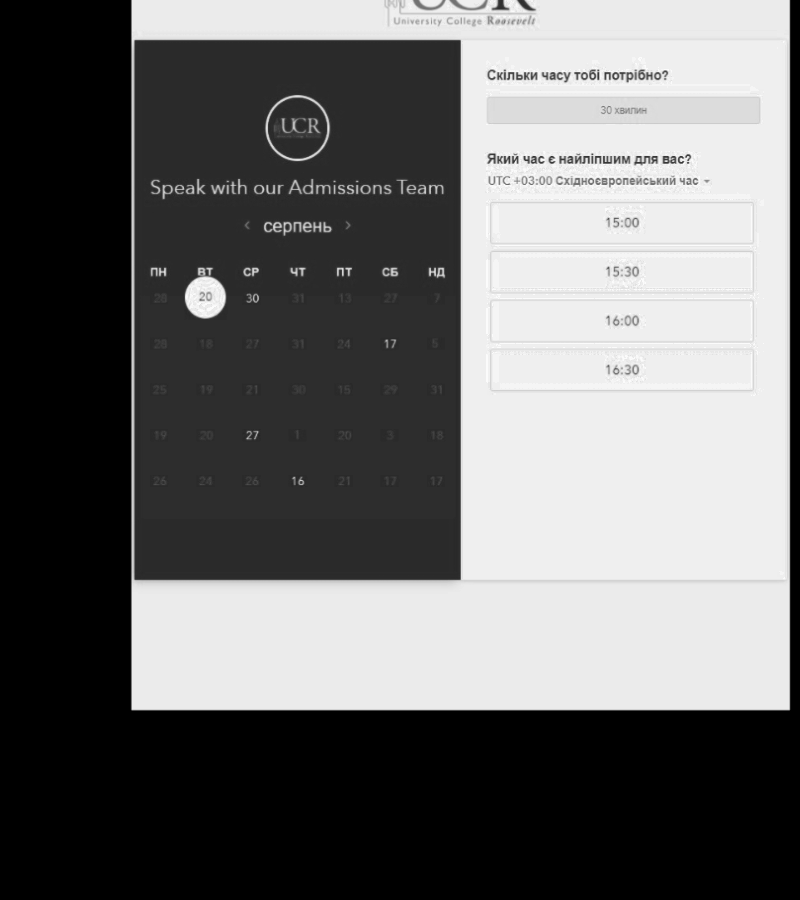 UCR
University College Roosevelt
UCR
Speak with our Admissions Team
‹ серпень ›
ПН ВТ СР ЧТ ПТ СБ НД
28 20 30 31 13 27 7
28 18 27 31 24 17 5
25 19 21 30 15 29 31
19 20 27 1 20 3 18
26 24 26 16 21 17 17
Скільки часу тобі потрібно?
30 хвилин
Який час є найліпшим для вас?
UTC +03:00 Східноєвропейський час
15:00
15:30
16:00
16:30